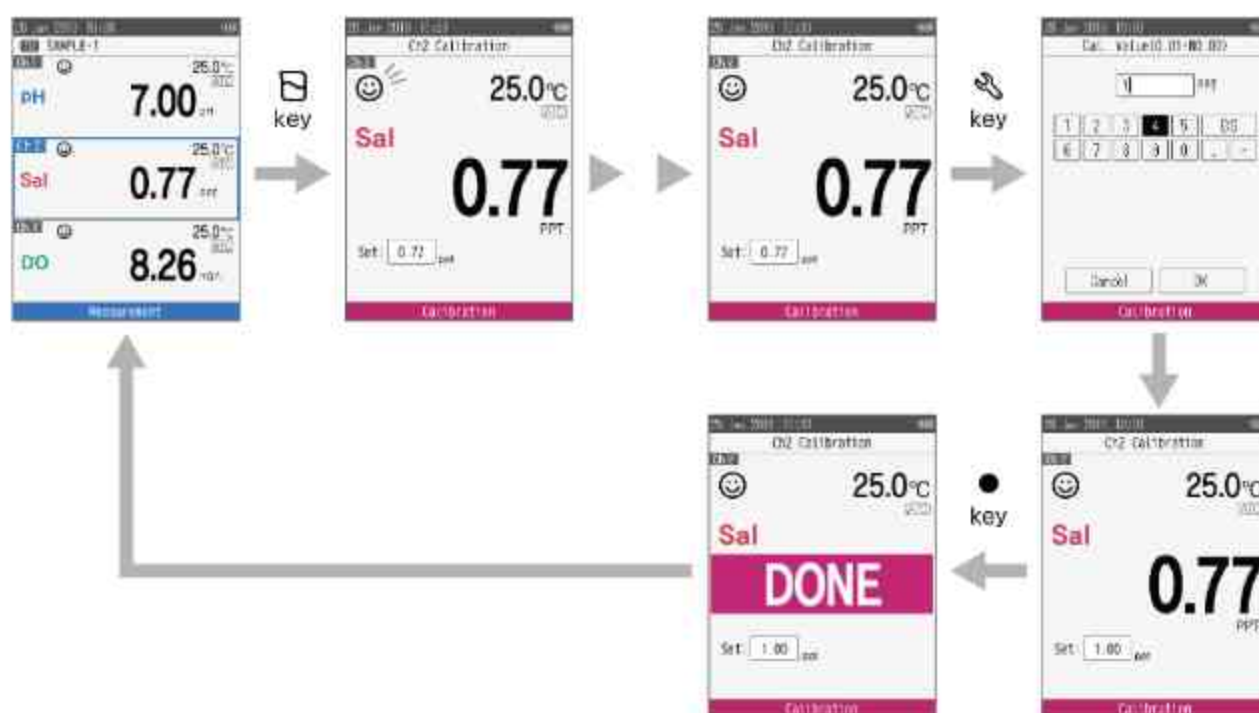 SAMPLE-1
25.0℃
pH
7.00
25.0℃
Sal
0.77
25.0℃
DO
8.26
Measurement
key
Ch2 Calibration
25.0℃
Sal
0.77
PPT
Set:
Calibration
Ch2 Calibration
25.0℃
Sal
0.77
PPT
Set: 0.77
Calibration
key
Cal.
1 2 3 4 5
6 7 8 9 0 . -
Cancel OK
Calibration
Ch2 Calibration
25.0℃
Sal
0.77
PPT
Set: 1.00
Calibration
key
Ch2 Calibration
25.0℃
Sal
DONE
Set: 1.00
Calibration